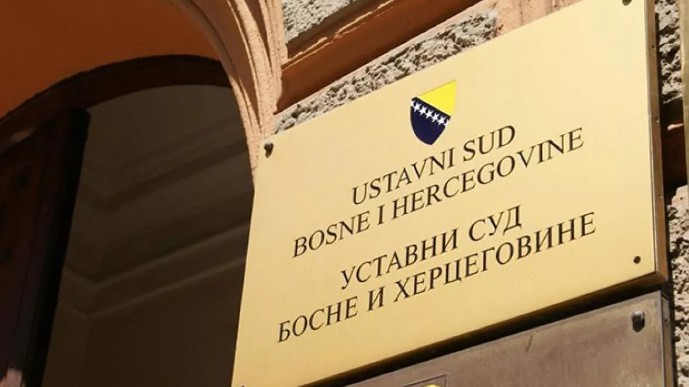 USTAVNI SUD
BOSNE I HERCEGOVINE
УСТАВНИ СУД
БОСНЕ И ХЕРЦЕГОВИНЕ